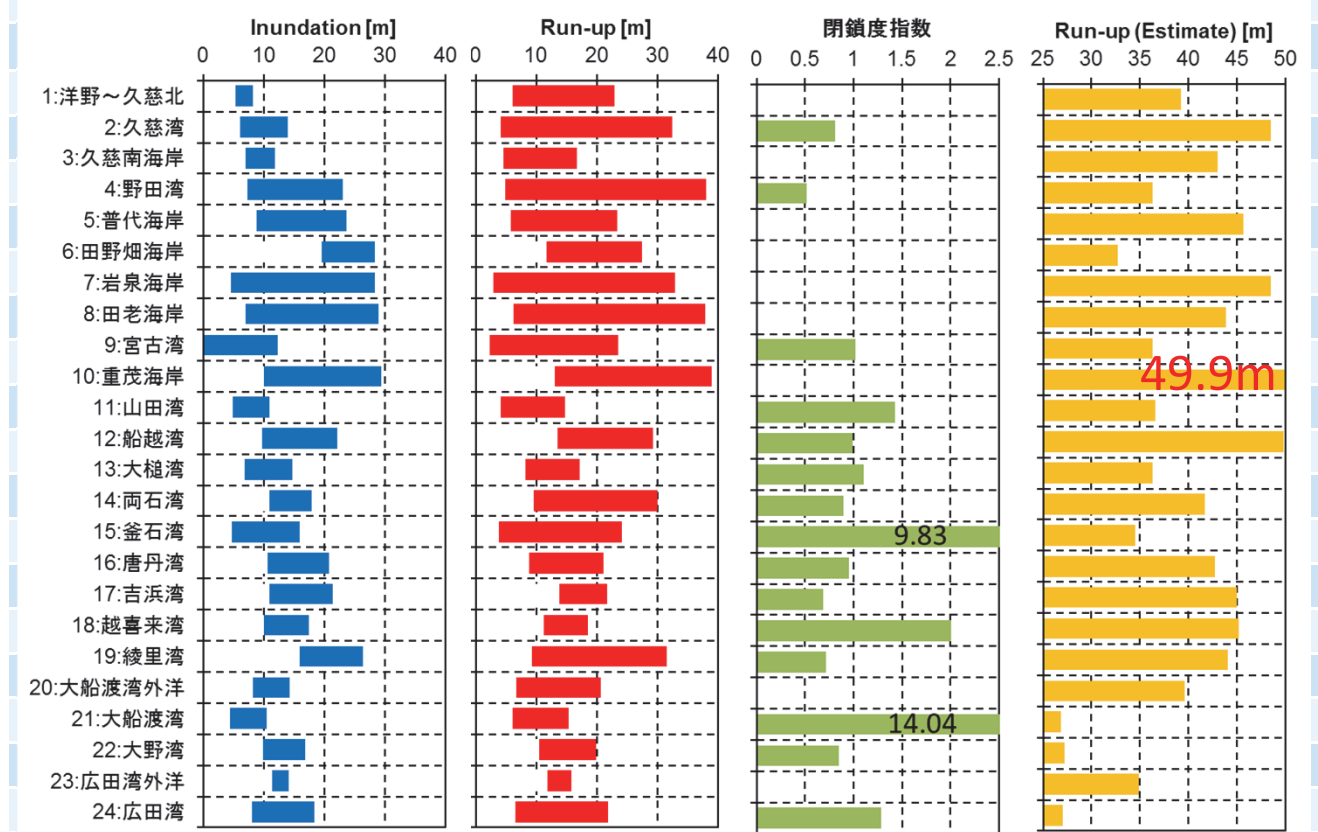 Inundation [m] Run-up [m] 閉鎖度指数 Run-up (Estimate) [m]
0 10 20 30 40 0 10 20 30 40 0 0.5 1 1.5 2 2.5 25 30 35 40 45 50
1:洋野～久慈北
2:久慈湾
3:久慈南海岸
4:野田湾
5:普代海岸
6:田野畑海岸
7:岩泉海岸
8:田老海岸
9:宮古湾
10:重茂海岸 49.9m
11:山田湾
12:船越湾
13:大槌湾
14:両石湾
15:釜石湾 9.83
16:唐丹湾
17:吉浜湾
18:越喜来湾
19:綾里湾
20:大船渡湾外洋
21:大船渡湾 14.04
22:大野湾
23:広田湾外洋
24:広田湾